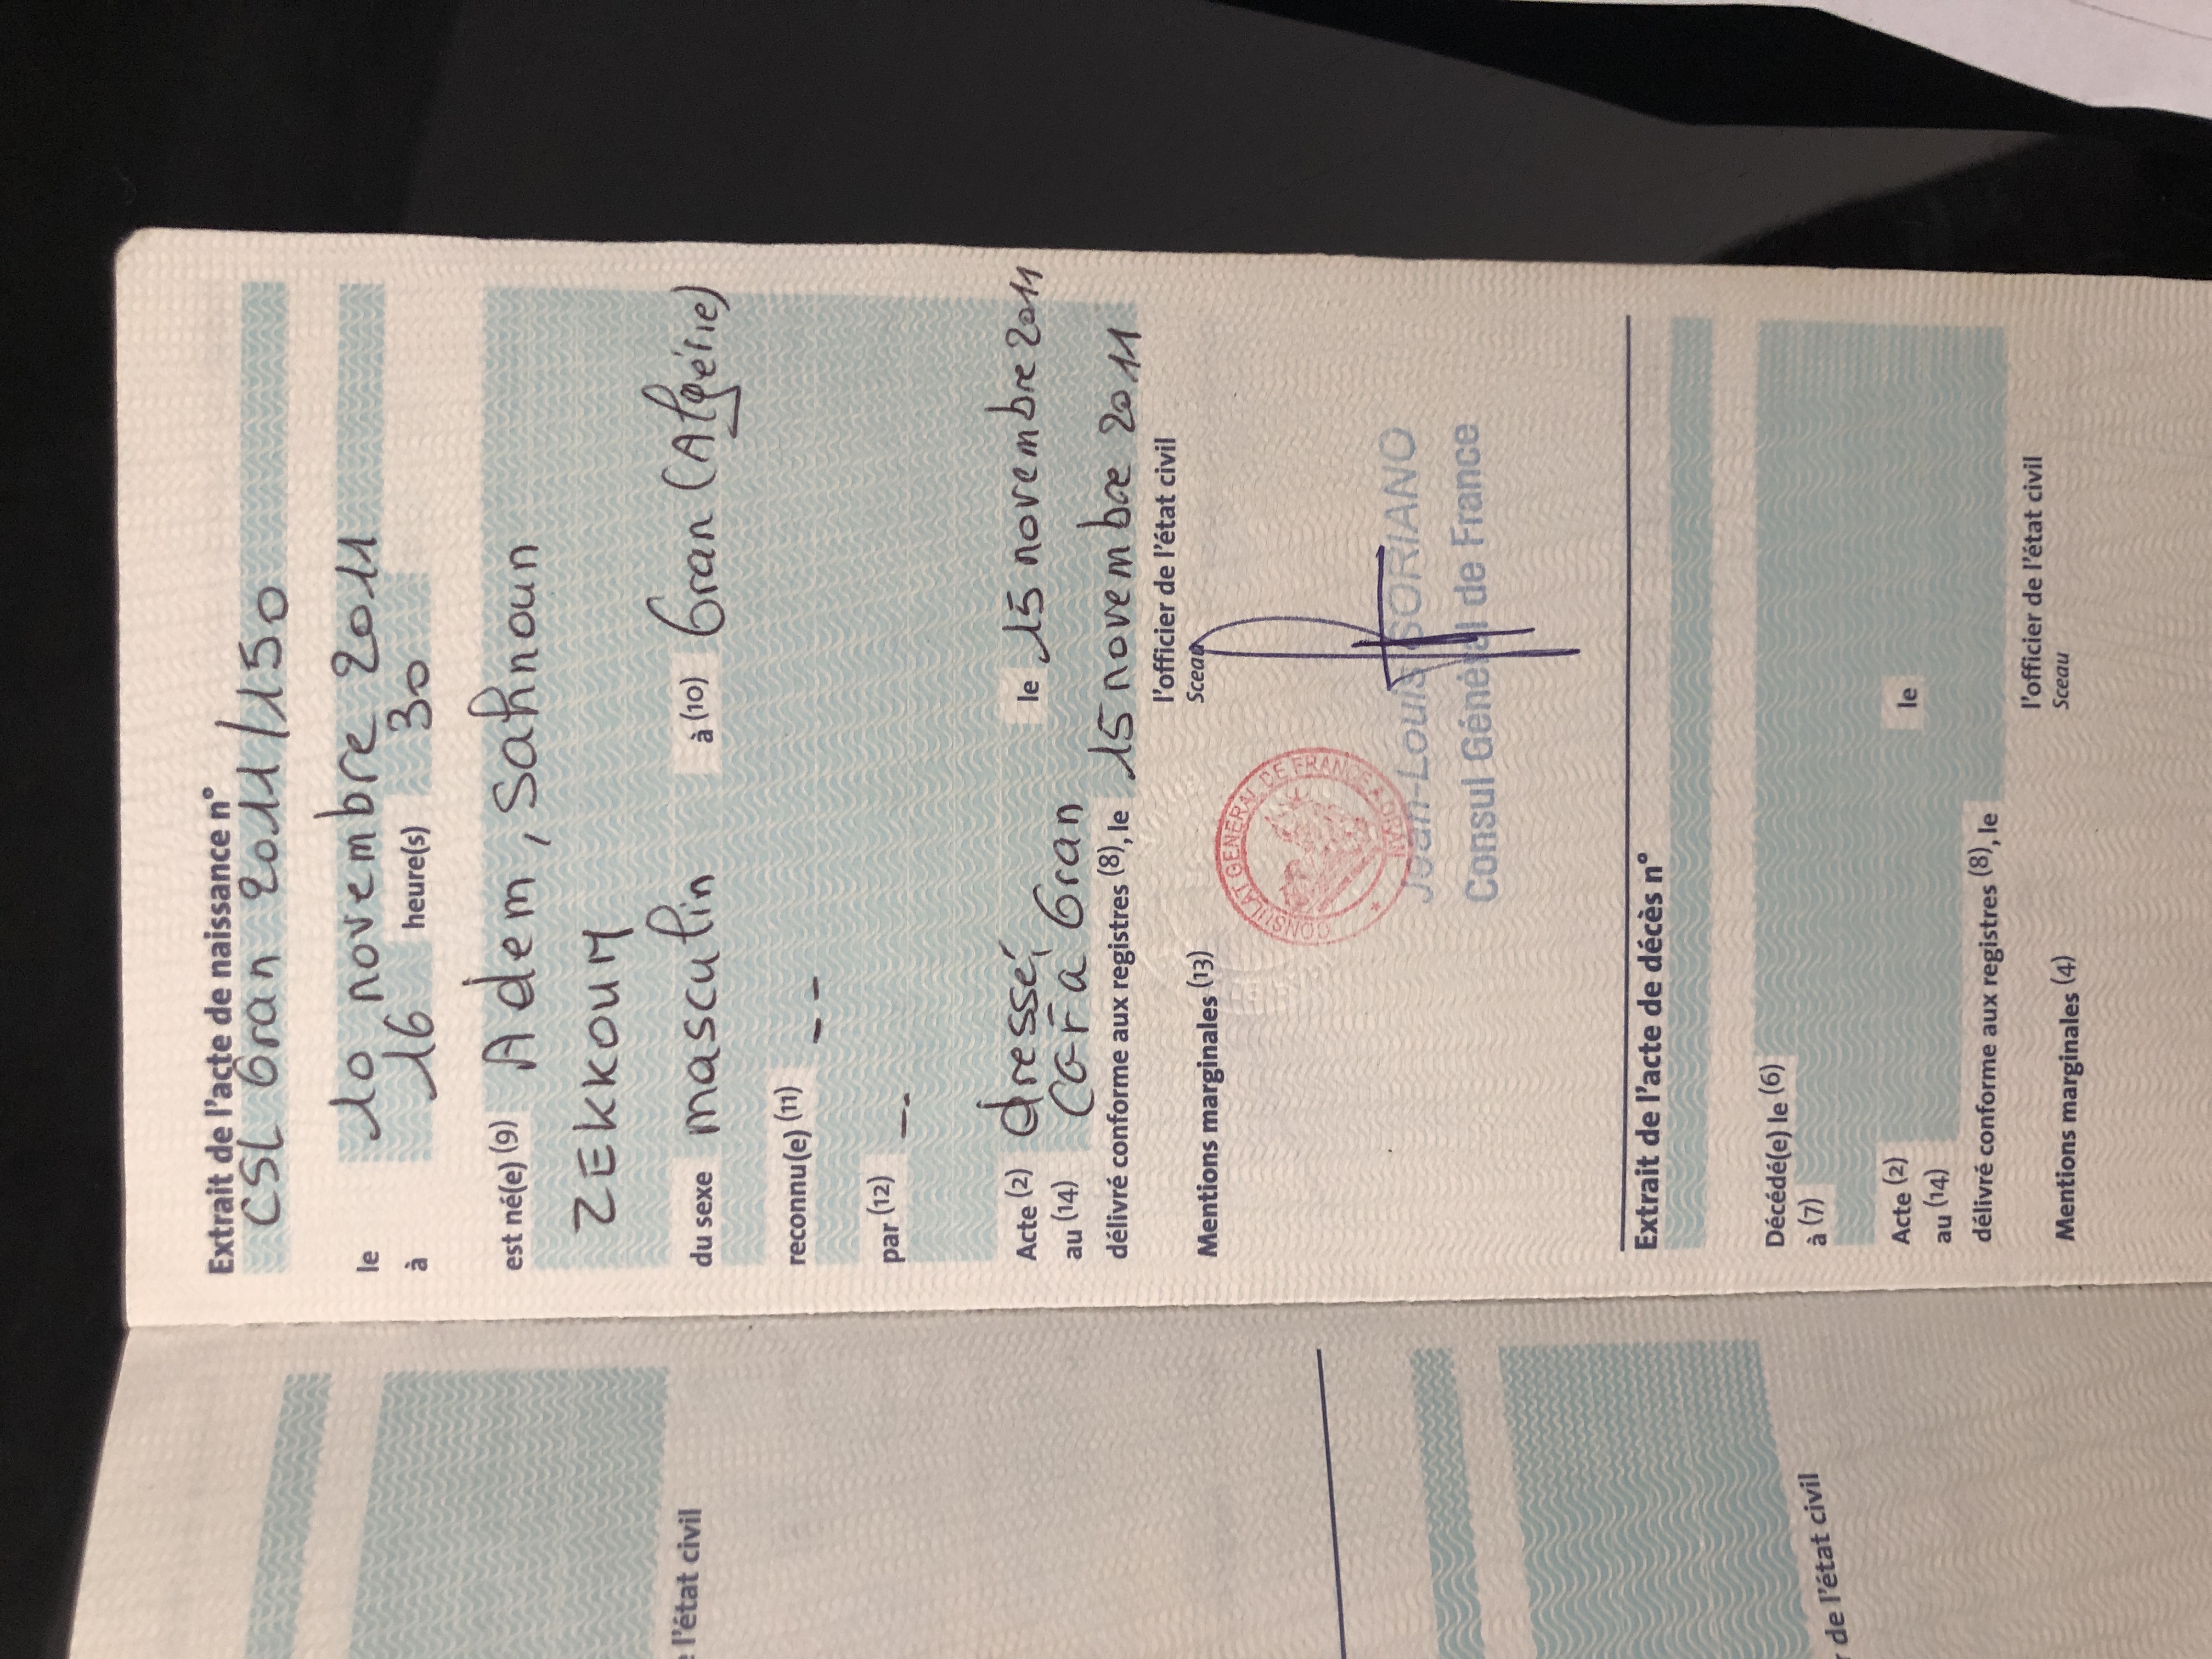 Extrait de l'acte de naissance n°
CSL Oran 2011/150
le 10 novembre 2011
à 16 heure(s) 30
est né(e) (9) Adem, Sahnoun
ZEKKOUM
du sexe masculin à (10) Oran (Algérie)
reconnu(e) (11) - -
par (12) -.
Acte (2) dressé le 15 novembre 2011
au (14) à Oran
délivré conforme aux registres (8), le 15 novembre 2011
l'officier de l'état civil
Sceau
Mentions marginales (13)
CONSULAT GENERAL DE FRANCE A ORAN
Jean-Louis SORIANO
Consul Général de France
Extrait de l'acte de décès n°
Décédé(e) le (6)
à (7)
Acte (2) le
au (14)
délivré conforme aux registres (8), le
l'officier de l'état civil
Sceau
Mentions marginales (4)
l'état civil
de l'état civil